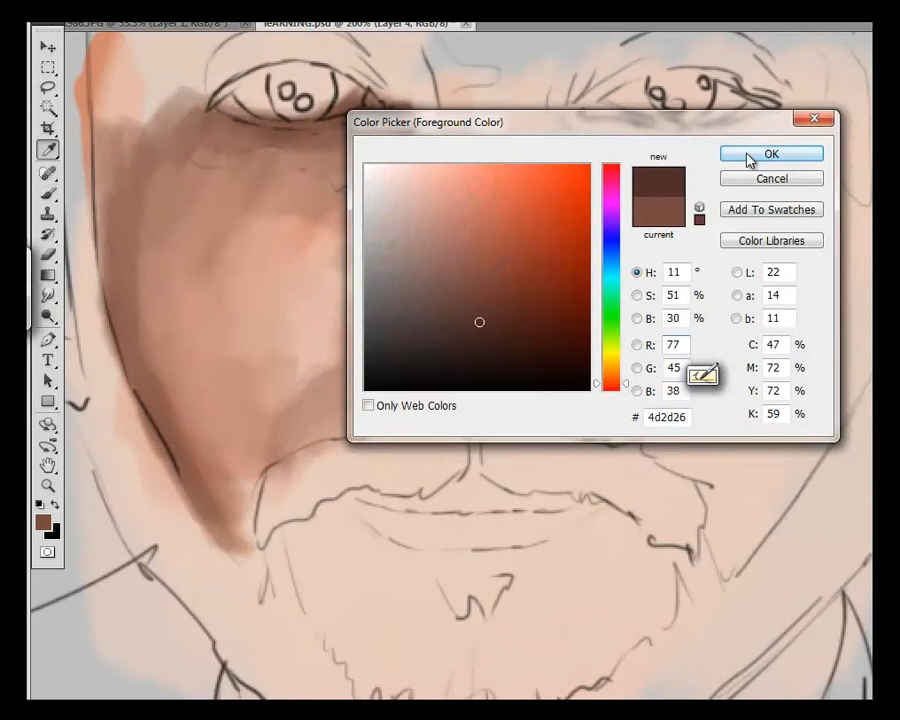 lEARNING.psd @ 200% (Layer 4, RGB/8*)
Color Picker (Foreground Color)
new
current
OK
Cancel
Add To Swatches
Color Libraries
H: 11 °
S: 51 %
B: 30 %
R: 77
G: 45
B: 38
# 4d2d26
L: 22
a: 14
b: 11
C: 47 %
M: 72 %
Y: 72 %
K: 59 %
Only Web Colors
T